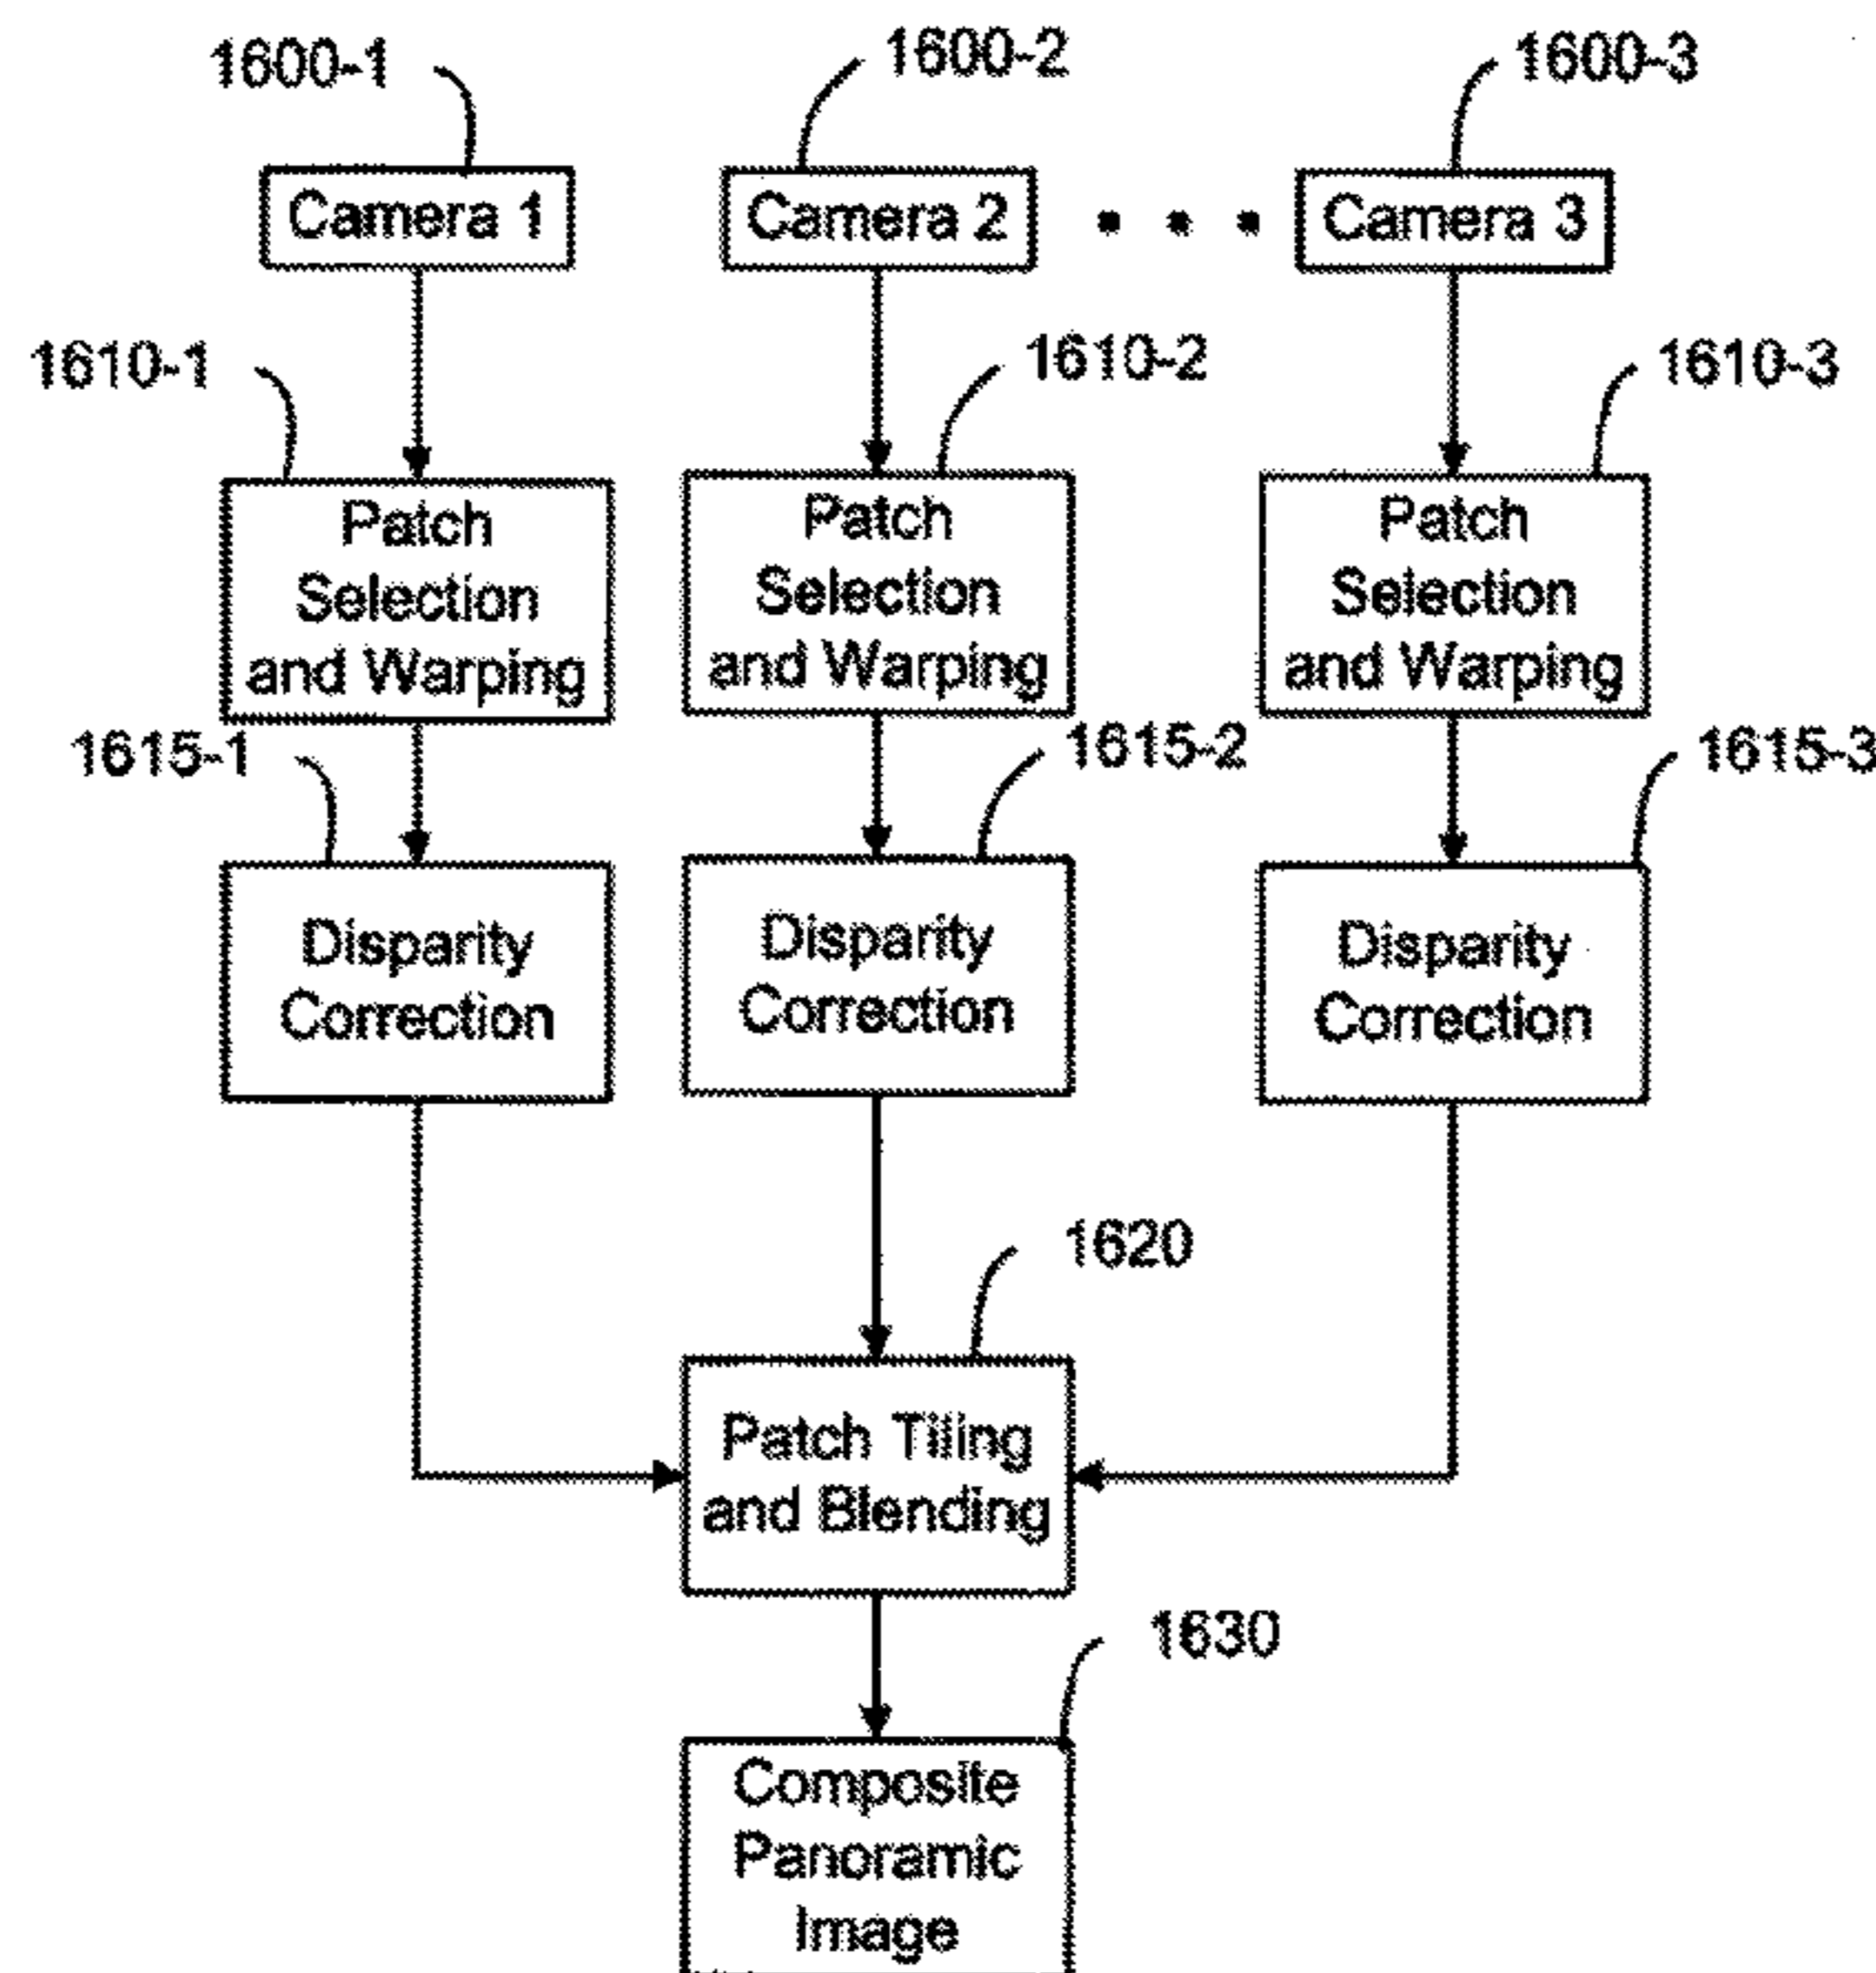 1600-1
1600-2
1600-3
Camera 1
Camera 2
Camera 3
1610-1
1610-2
1610-3
Patch
Selection
and Warping
Patch
Selection
and Warping
Patch
Selection
and Warping
1615-1
1615-2
1615-3
Disparity
Correction
Disparity
Correction
Disparity
Correction
1620
Patch Tiling
and Blending
1630
Composite
Panoramic
Image